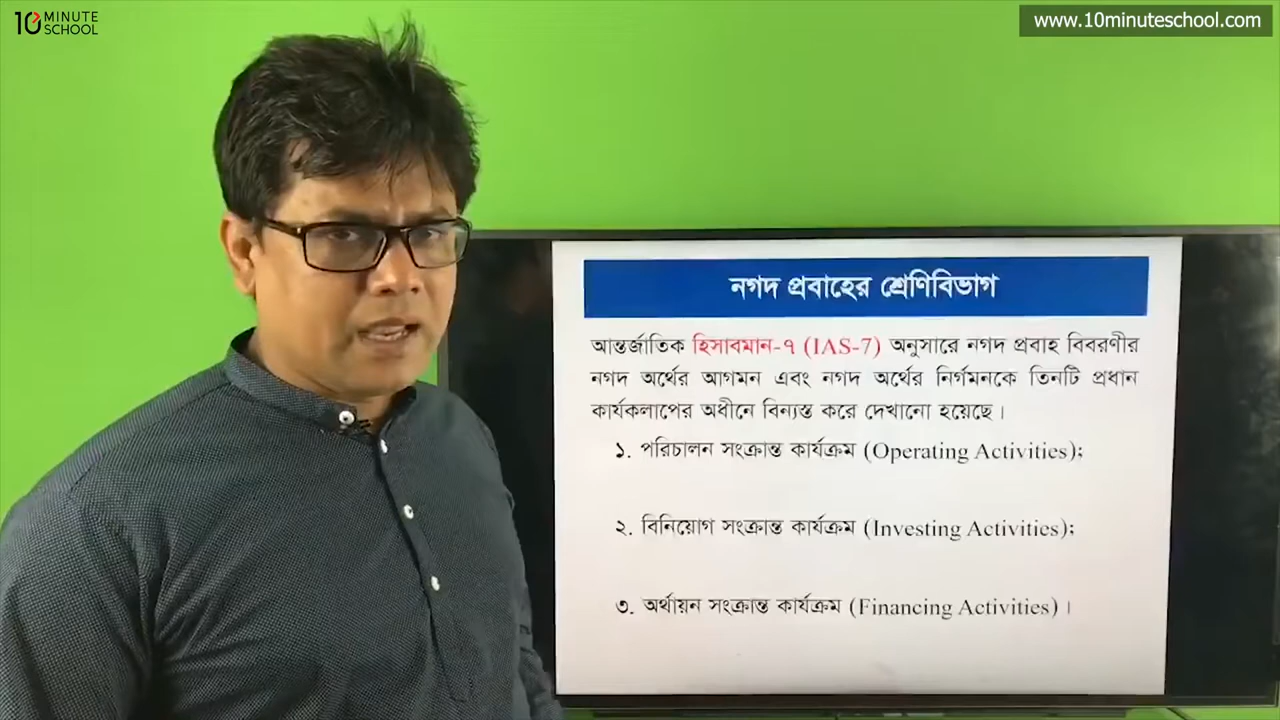 10 MINUTE SCHOOL
www.10minuteschool.com
নগদ প্রবাহের শ্রেণিবিভাগ
আন্তর্জাতিক হিসাবমান-৭ (IAS-7) অনুসারে নগদ প্রবাহ বিবরণীর
নগদ অর্থের আগমন এবং নগদ অর্থের নির্গমনকে তিনটি প্রধান
কার্যকলাপের অধীনে বিন্যস্ত করে দেখানো হয়েছে।
১. পরিচালন সংক্রান্ত কার্যক্রম (Operating Activities);
২. বিনিয়োগ সংক্রান্ত কার্যক্রম (Investing Activities);
৩. অর্থায়ন সংক্রান্ত কার্যক্রম (Financing Activities)।